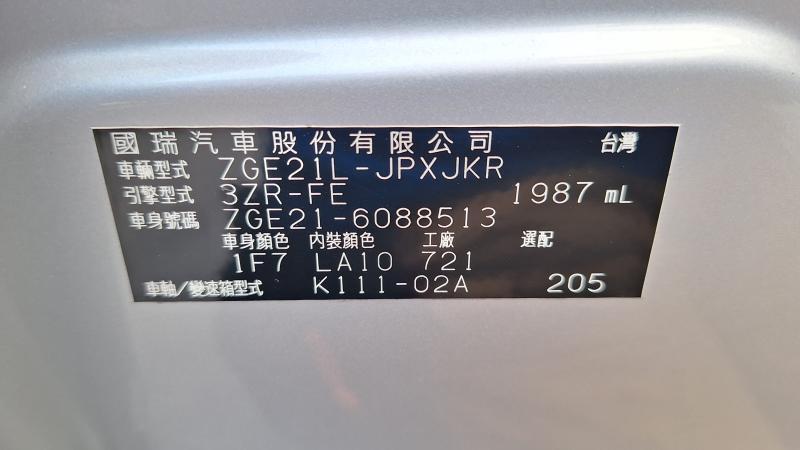 國瑞汽車股份有限公司 台灣
車輛型式 ZGE21L-JPXJKR
引擎型式 3ZR-FE 1987 mL
車身號碼 ZGE21-6088513
車身顏色 內裝顏色 工廠 選配
1F7 LA10 721
車軸/變速箱型式 K111-02A 205